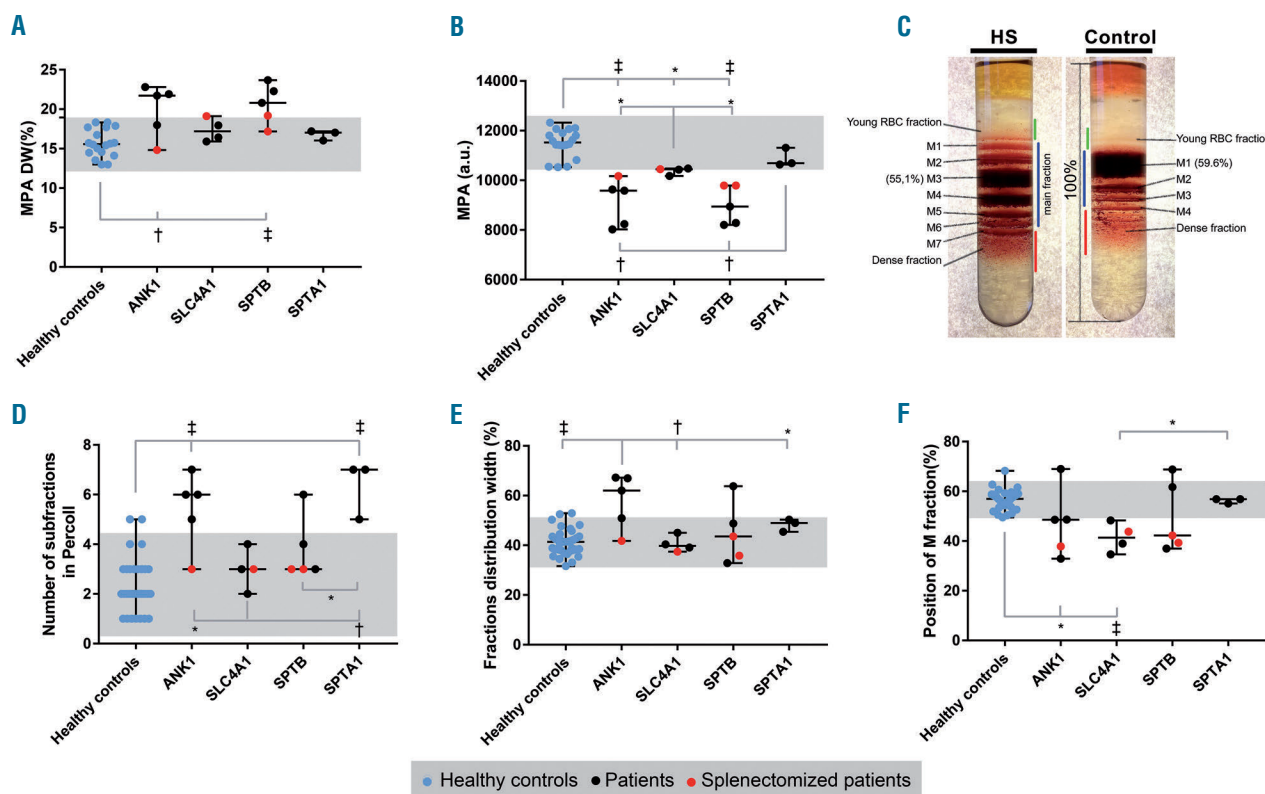 A
MPA DW(%)
25
20
15
10
5
0
†
‡
Healthy controls
ANK1
SLC4A1
SPTB
SPTA1
B
MPA (a.u.)
14000
12000
10000
8000
6000
‡
*
‡
*
*
†
†
Healthy controls
ANK1
SLC4A1
SPTB
SPTA1
C
HS
Control
Young RBC fraction
M1
M2
M3
(55,1%)
M4
M5
M6
M7
Dense fraction
main fraction
100%
Young RBC fraction
M1 (59.6%)
M2
M3
M4
Dense fraction
D
Number of subfractions
in Percoll
8
6
4
2
0
‡
‡
*
*
†
Healthy controls
ANK1
SLC4A1
SPTB
SPTA1
E
Fractions distribution width (%)
80
60
40
20
0
‡
†
*
Healthy controls
ANK1
SLC4A1
SPTB
SPTA1
F
Position of M fraction(%)
80
60
40
20
0
*
*
‡
Healthy controls
ANK1
SLC4A1
SPTB
SPTA1
Healthy controls
Patients
Splenectomized patients